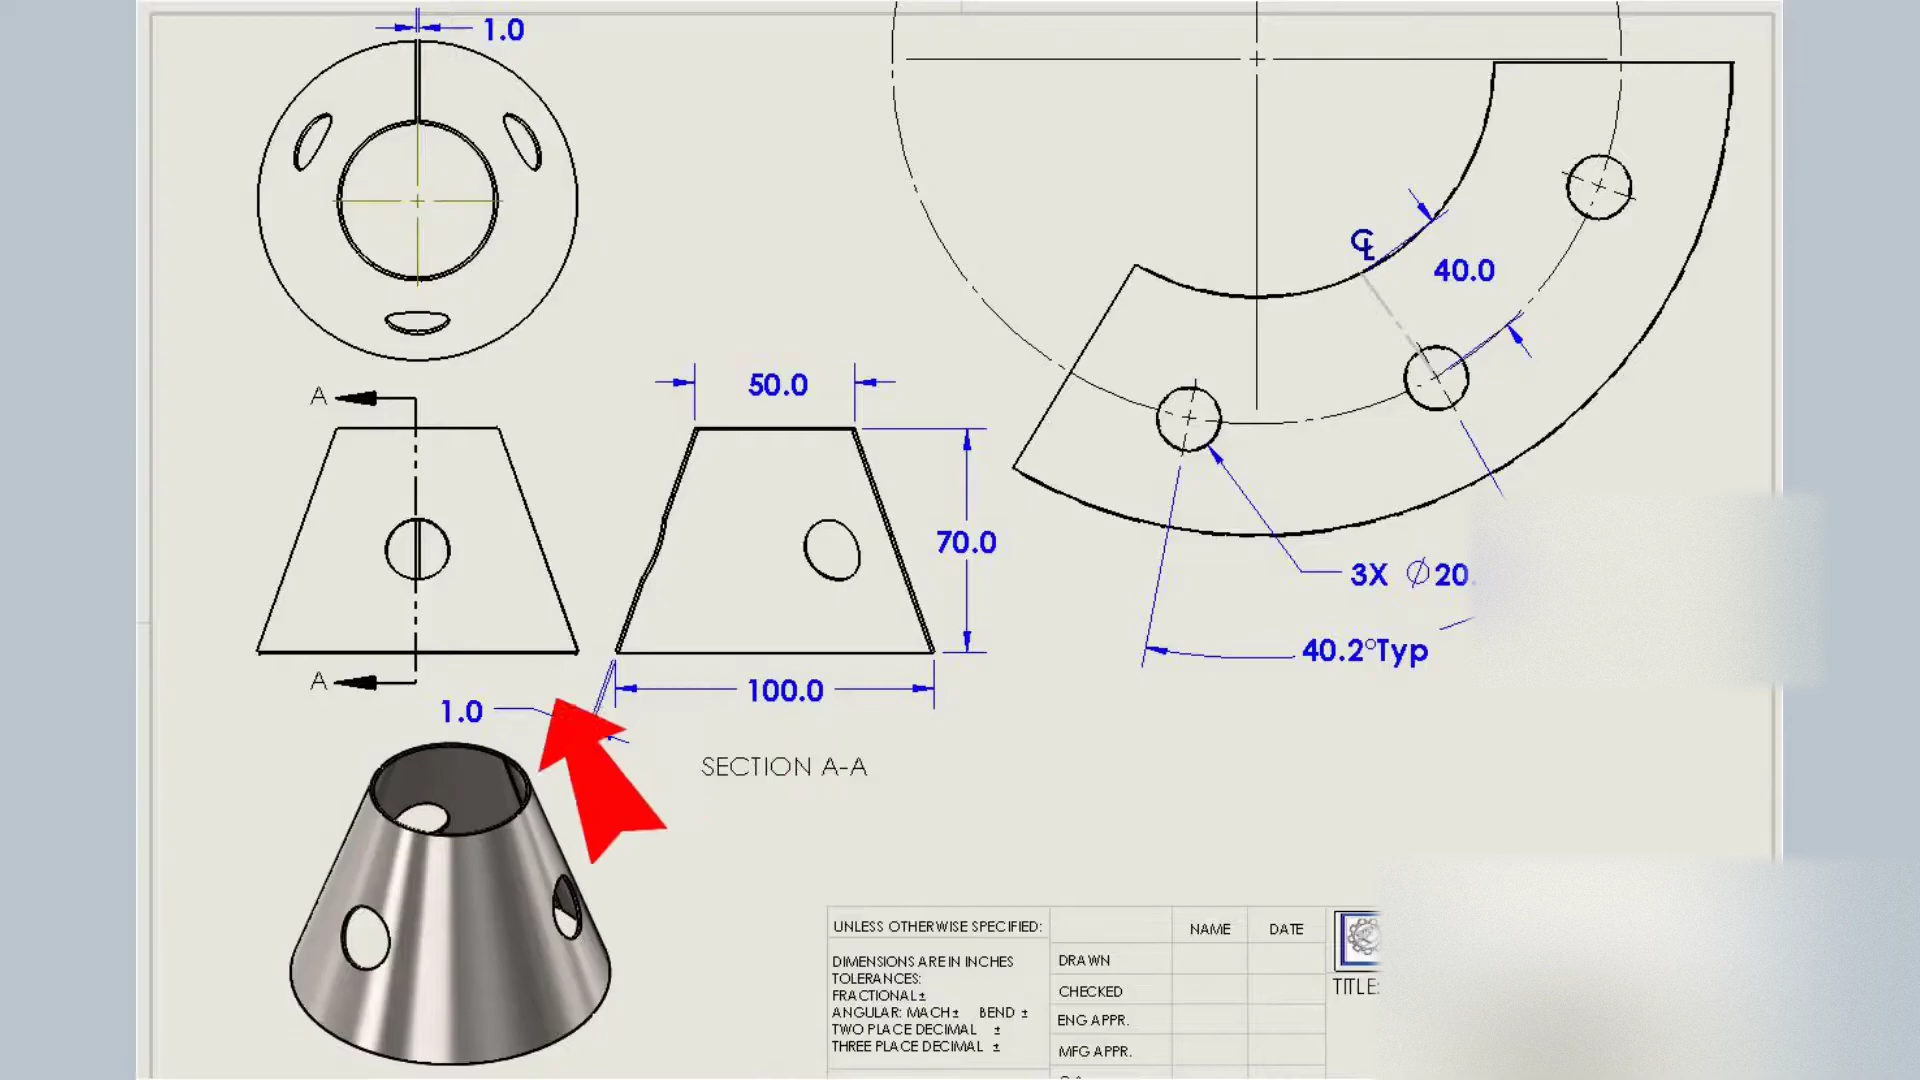 1.0
℄
40.0
A
50.0
70.0
3X ∅20
40.2°Typ
A
1.0
100.0
SECTION A-A
UNLESS OTHERWISE SPECIFIED:
NAME
DATE
DIMENSIONS ARE IN INCHES
TOLERANCES:
FRACTIONAL±
ANGULAR: MACH± BEND ±
TWO PLACE DECIMAL ±
THREE PLACE DECIMAL ±
DRAWN
CHECKED
ENG APPR.
MFG APPR.
TITLE: